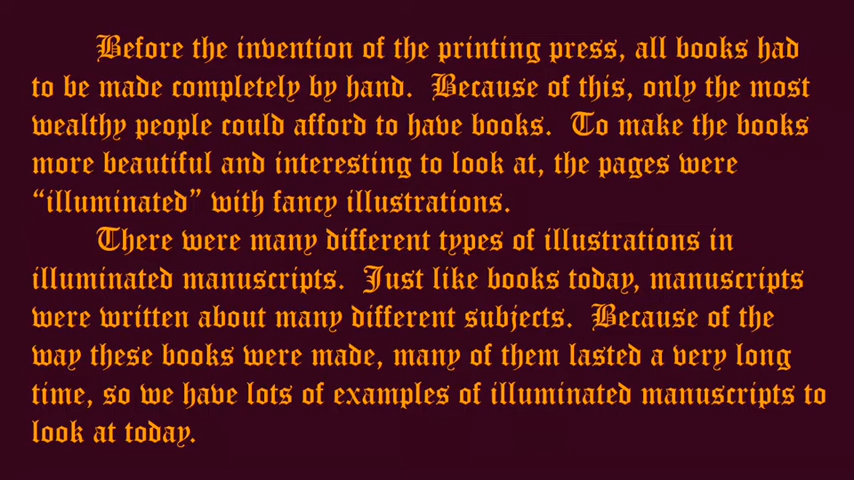 Before the invention of the printing press, all books had
to be made completely by hand.  Because of this, only the most
wealthy people could afford to have books.  To make the books
more beautiful and interesting to look at, the pages were
“illuminated” with fancy illustrations.
There were many different types of illustrations in
illuminated manuscripts.  Just like books today, manuscripts
were written about many different subjects.  Because of the
way these books were made, many of them lasted a very long
time, so we have lots of examples of illuminated manuscripts to
look at today.